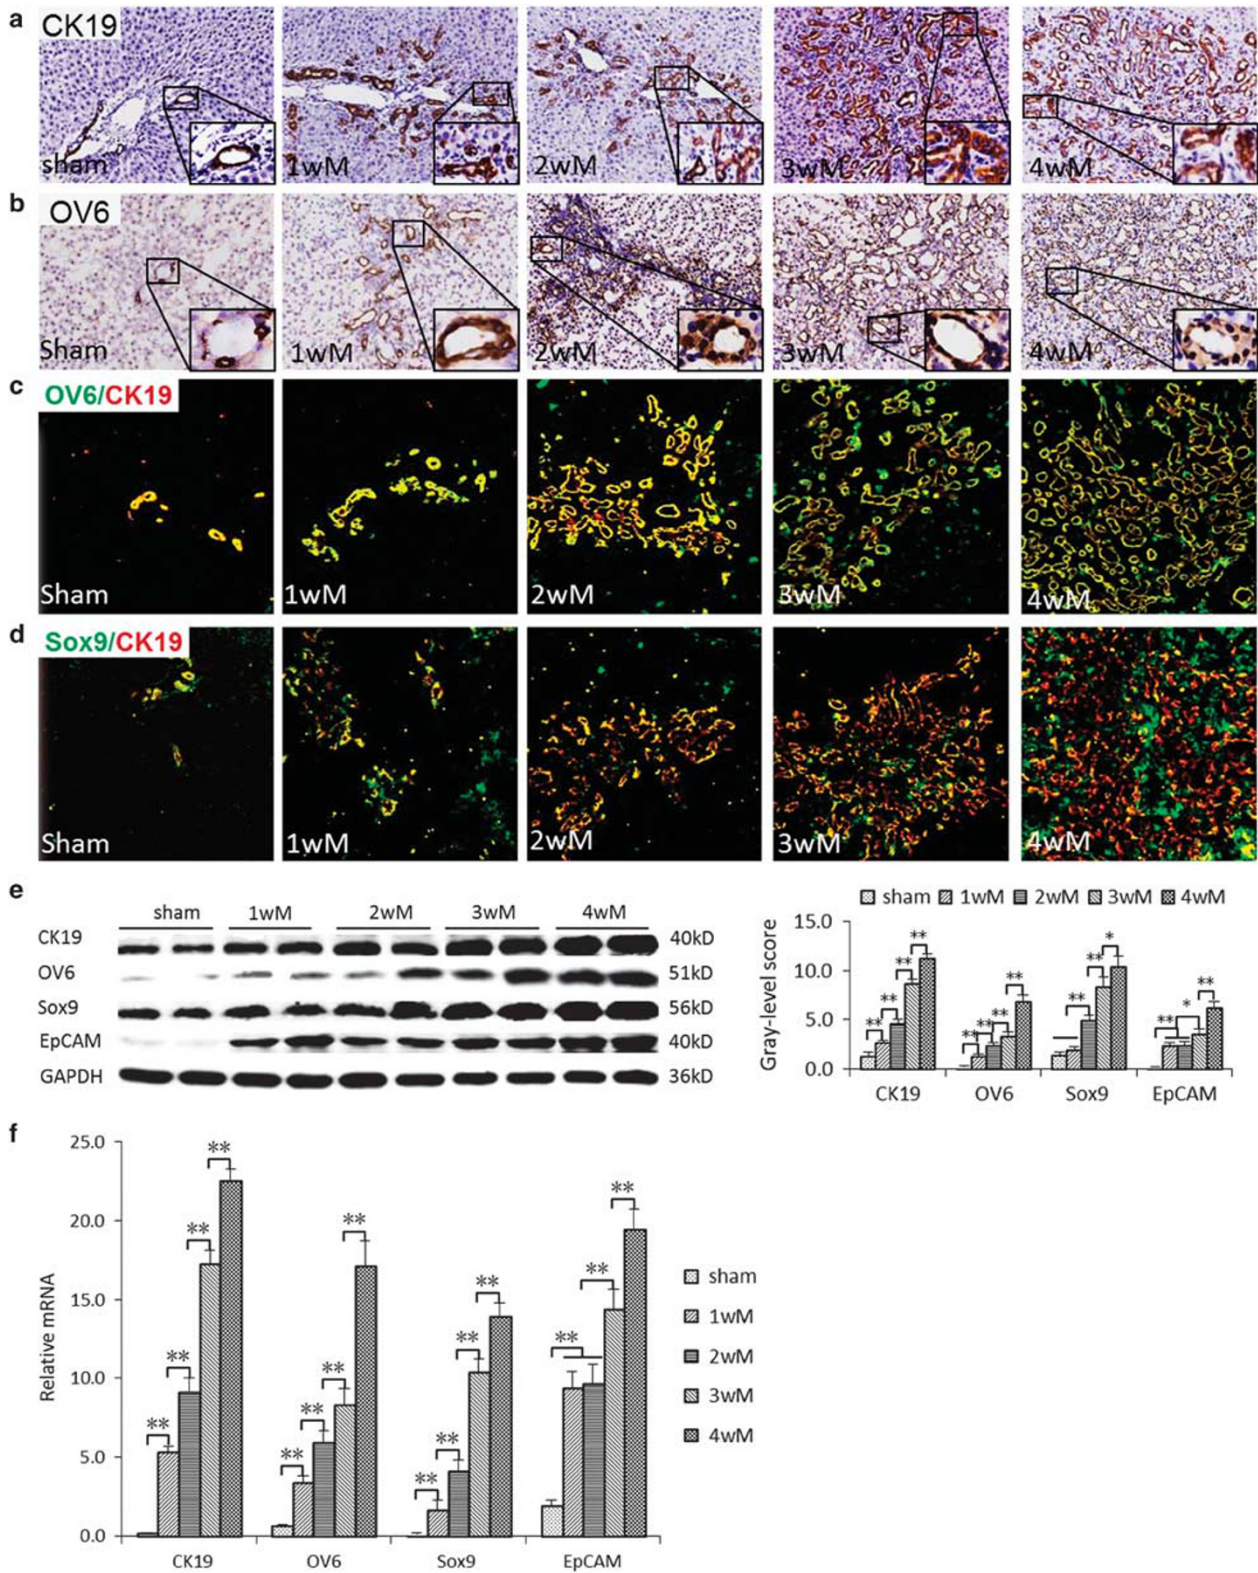 a
CK19
sham
1wM
2wM
3wM
4wM
b
OV6
Sham
1wM
2wM
3wM
4wM
c
OV6/CK19
Sham
1wM
2wM
3wM
4wM
d
Sox9/CK19
Sham
1wM
2wM
3wM
4wM
e
sham 1wM 2wM 3wM 4wM
CK19 40kD
OV6 51kD
Sox9 56kD
EpCAM 40kD
GAPDH 36kD
sham 1wM 2wM 3wM 4wM
Gray-level score
15.0
10.0
5.0
0.0
** ** ** **
** ** ** **
** ** *
** * **
CK19 OV6 Sox9 EpCAM
f
Relative mRNA
25.0
20.0
15.0
10.0
5.0
0.0
** ** ** **
** ** ** **
** ** ** **
** ** **
CK19 OV6 Sox9 EpCAM
sham
1wM
2wM
3wM
4wM